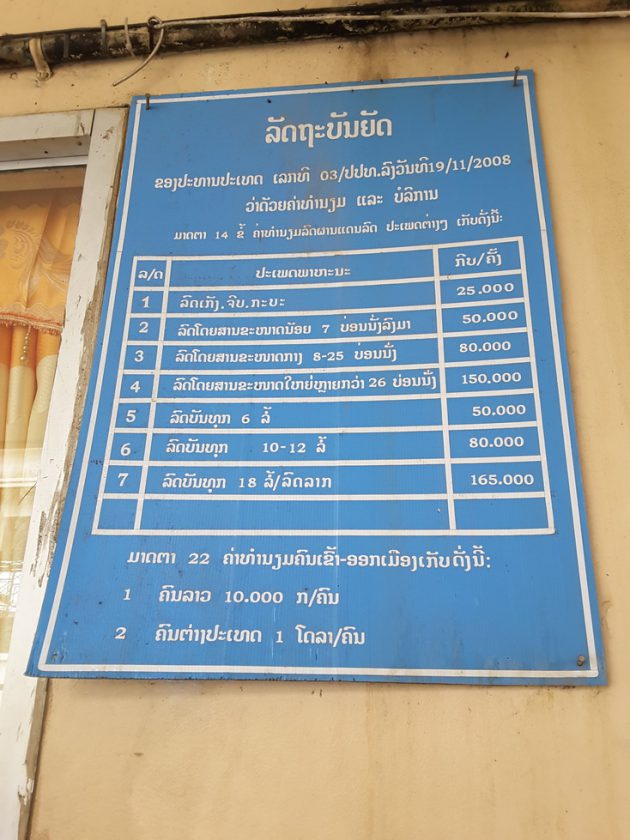 ລັດຖະບັນຍັດ
ຂອງປະທານປະເທດ ເລກທີ 03/ປປທ.ລົງວັນທີ19/11/2008
ວ່າດ້ວຍຄ່າທຳນຽມ ແລະ ບໍລິການ
ມາດຕາ 14 ຂໍ້ ຄ່າທຳນຽມລົດຜ່ານແດນລົດ ປະເພດຕ່າງໆ ເກັບດັ່ງນີ້:
ລ/ດ ປະເພດພາຫະນະ ກີບ/ຄັ້ງ
1 ລົດເກັງ.ຈີບ.ກະບະ 25.000
2 ລົດໂດຍສານຂະໜາດນ້ອຍ 7 ບ່ອນນັ່ງລົງມາ 50.000
3 ລົດໂດຍສານຂະໜາດກາງ 8-25 ບ່ອນນັ່ງ 80.000
4 ລົດໂດຍສານຂະໜາດໃຫຍ່ຫຼາຍກວ່າ 26 ບ່ອນນັ່ງ 150.000
5 ລົດບັນທຸກ 6 ລໍ້ 50.000
6 ລົດບັນທຸກ 10-12 ລໍ້ 80.000
7 ລົດບັນທຸກ 18 ລໍ້/ລົດລາກ 165.000
ມາດຕາ 22 ຄ່າທຳນຽມຄົນເຂົ້າ-ອອກເມືອງເກັບດັ່ງນີ້:
1 ຄົນລາວ 10.000 ກ/ຄົນ
2 ຄົນຕ່າງປະເທດ 1 ໂດລາ/ຄົນ